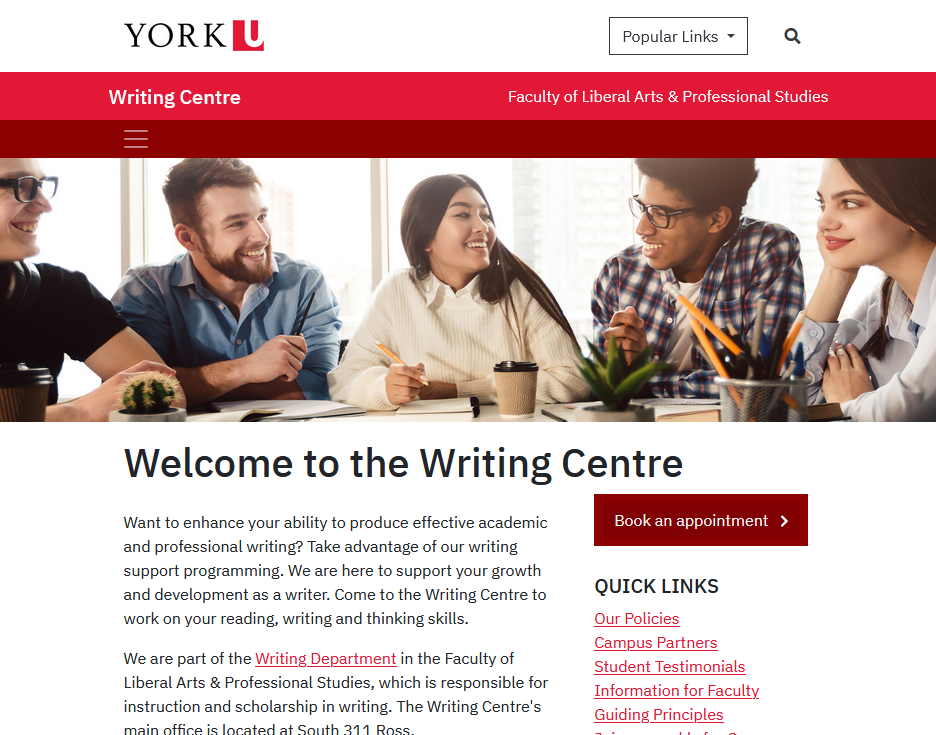 YORK U
Popular Links
Writing Centre
Faculty of Liberal Arts & Professional Studies
Welcome to the Writing Centre
Want to enhance your ability to produce effective academic
and professional writing? Take advantage of our writing
support programming. We are here to support your growth
and development as a writer. Come to the Writing Centre to
work on your reading, writing and thinking skills.
We are part of the Writing Department in the Faculty of
Liberal Arts & Professional Studies, which is responsible for
instruction and scholarship in writing. The Writing Centre's
main office is located at South 311 Ross.
Book an appointment
QUICK LINKS
Our Policies
Campus Partners
Student Testimonials
Information for Faculty
Guiding Principles